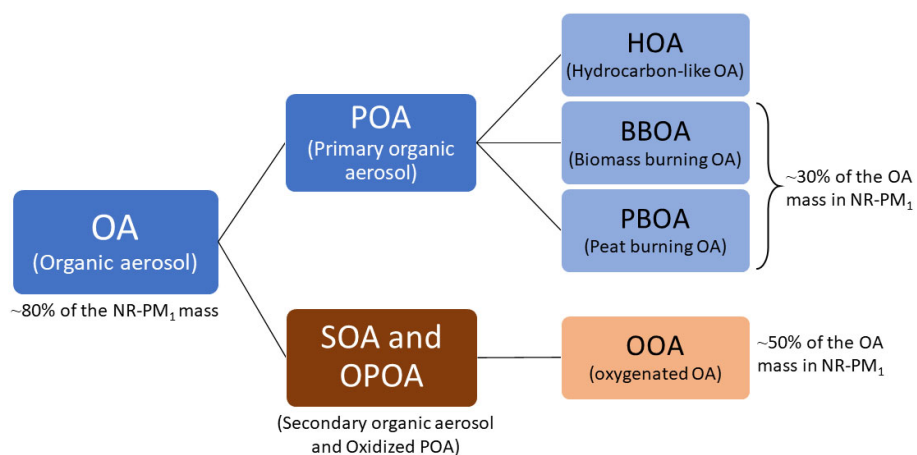 HOA
(Hydrocarbon-like OA)
POA
(Primary organic
aerosol)
BBOA
(Biomass burning OA)
~30% of the OA
mass in NR-PM₁
PBOA
(Peat burning OA)
OA
(Organic aerosol)
~80% of the NR-PM₁ mass
SOA and
OPOA
(Secondary organic aerosol
and Oxidized POA)
OOA
(oxygenated OA)
~50% of the OA
mass in NR-PM₁